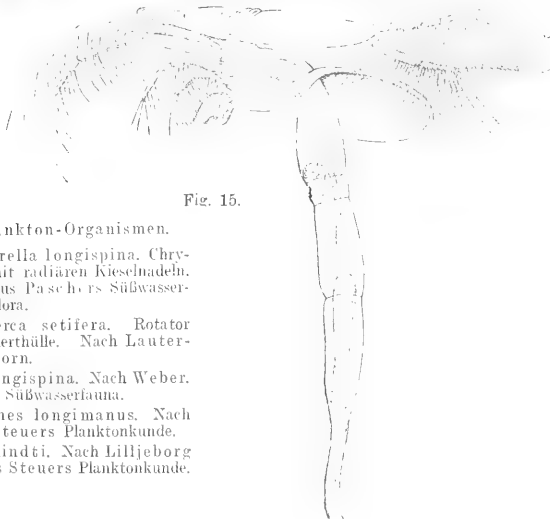 Fig. 15.
nkton-Organismen.
rella longispina. Chry-
it radiären Kieselnadeln.
us Paschers Süßwasser-
lora.
erca setifera. Rotator
erthülle. Nach Lauter-
orn.
ngispina. Nach Weber.
Süßwasserfauna.
nes longimanus. Nach
teuers Planktonkunde.
indti. Nach Lilljeborg
s Steuers Planktonkunde.